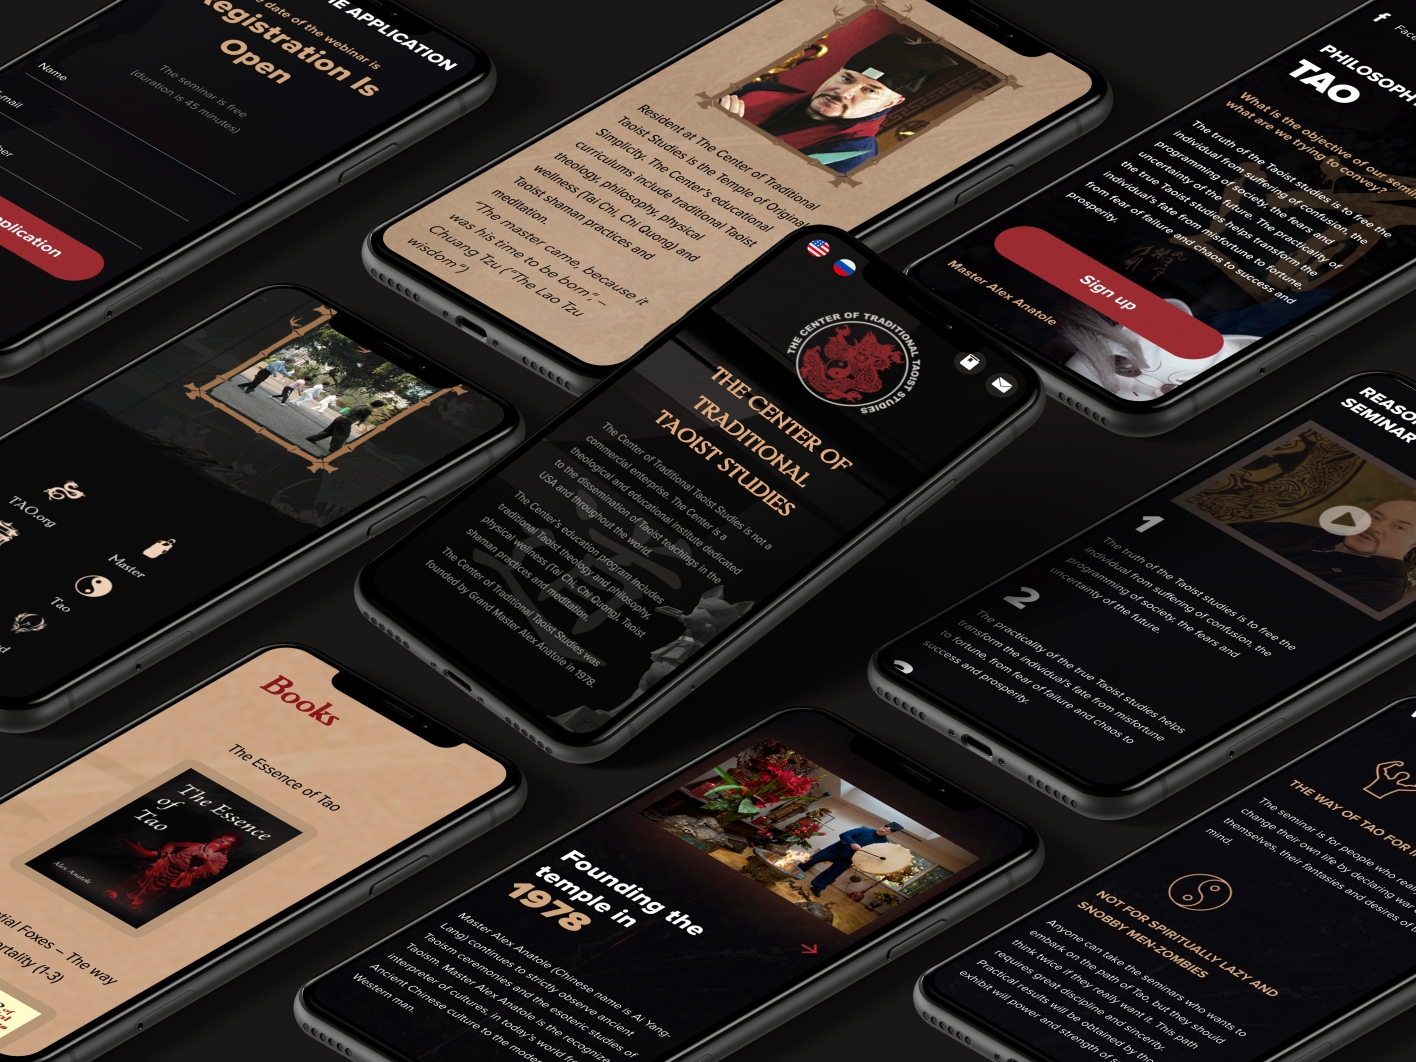 THE APPLICATION
date of the webinar is
Registration Is
Open
The seminar is free
(duration is 45 minutes)
Name
Resident at The Center of Traditional
Taoist Studies is the Temple of Original
Simplicity. The Center's educational
curriculums include traditional Taoist
theology, philosophy, physical
wellness (Tai Chi, Chi Quong) and
Taoist shaman practices and
meditation.
"The master came, because it
was his time to be born", –
Chuang Tzu ("The Lao Tzu
wisdom")
TAO
What is the objective of our
what are we trying to convey?
The truth of the Taoist studies is to free the
individual from suffering of confusion, the
programming of society, the fears and
uncertainty of the future. The practicality of
the true Taoist studies helps transform the
individual's fate from misfortune to fortune,
from fear of failure and chaos to success and
prosperity.
Sign up
Master Alex Anatole
TAO.org
Master
Tao
THE CENTER OF TRADITIONAL TAOIST STUDIES
THE CENTER OF
TRADITIONAL
TAOIST STUDIES
The Center of Traditional Taoist Studies is not a
commercial enterprise. The Center is a
theological and educational institute dedicated
to the dissemination of Taoist teachings in the
USA and throughout the world.
The Center's education program includes
traditional Taoist theology and philosophy,
physical wellness (Tai Chi, Chi Quong), Taoist
shaman practices and meditation.
The Center of Traditional Taoist Studies was
founded by Grand Master Alex Anatole in 1978.
1
The truth of the Taoist studies is to free the
individual from suffering of confusion, the
programming of society, the fears and
uncertainty of the future.
2
The practicality of the true Taoist studies helps
transform the individual's fate from misfortune
to fortune, from fear of failure and chaos to
success and prosperity.
Books
The Essence of Tao
The Essence
of
Tao
Alex Anatole
Foxes – The way
(1-3)
Founding the
temple in
1978
Master Alex Anatole (Chinese name is Ai Yang-
Lang) continues to strictly observe ancient
Taoism ceremonies and the esoteric studies of
Taoism. Master Alex Anatole is the recognized
interpreter of cultures, in today's world
Ancient Chinese culture to the modern
Western man.
THE WAY OF TAO FOR
The seminar is for people who
change their own life by declaring war
themselves, their fantasies and desires of
mind.
NOT FOR SPIRITUALLY LAZY AND
SNOBBY MEN-ZOMBIES
Anyone can take the seminars who wants to
embark on the path of Tao, but they should
think twice if they really want it. This path
requires great discipline and sincerity.
Practical results will be obtained by the
exhibit will power and strength of